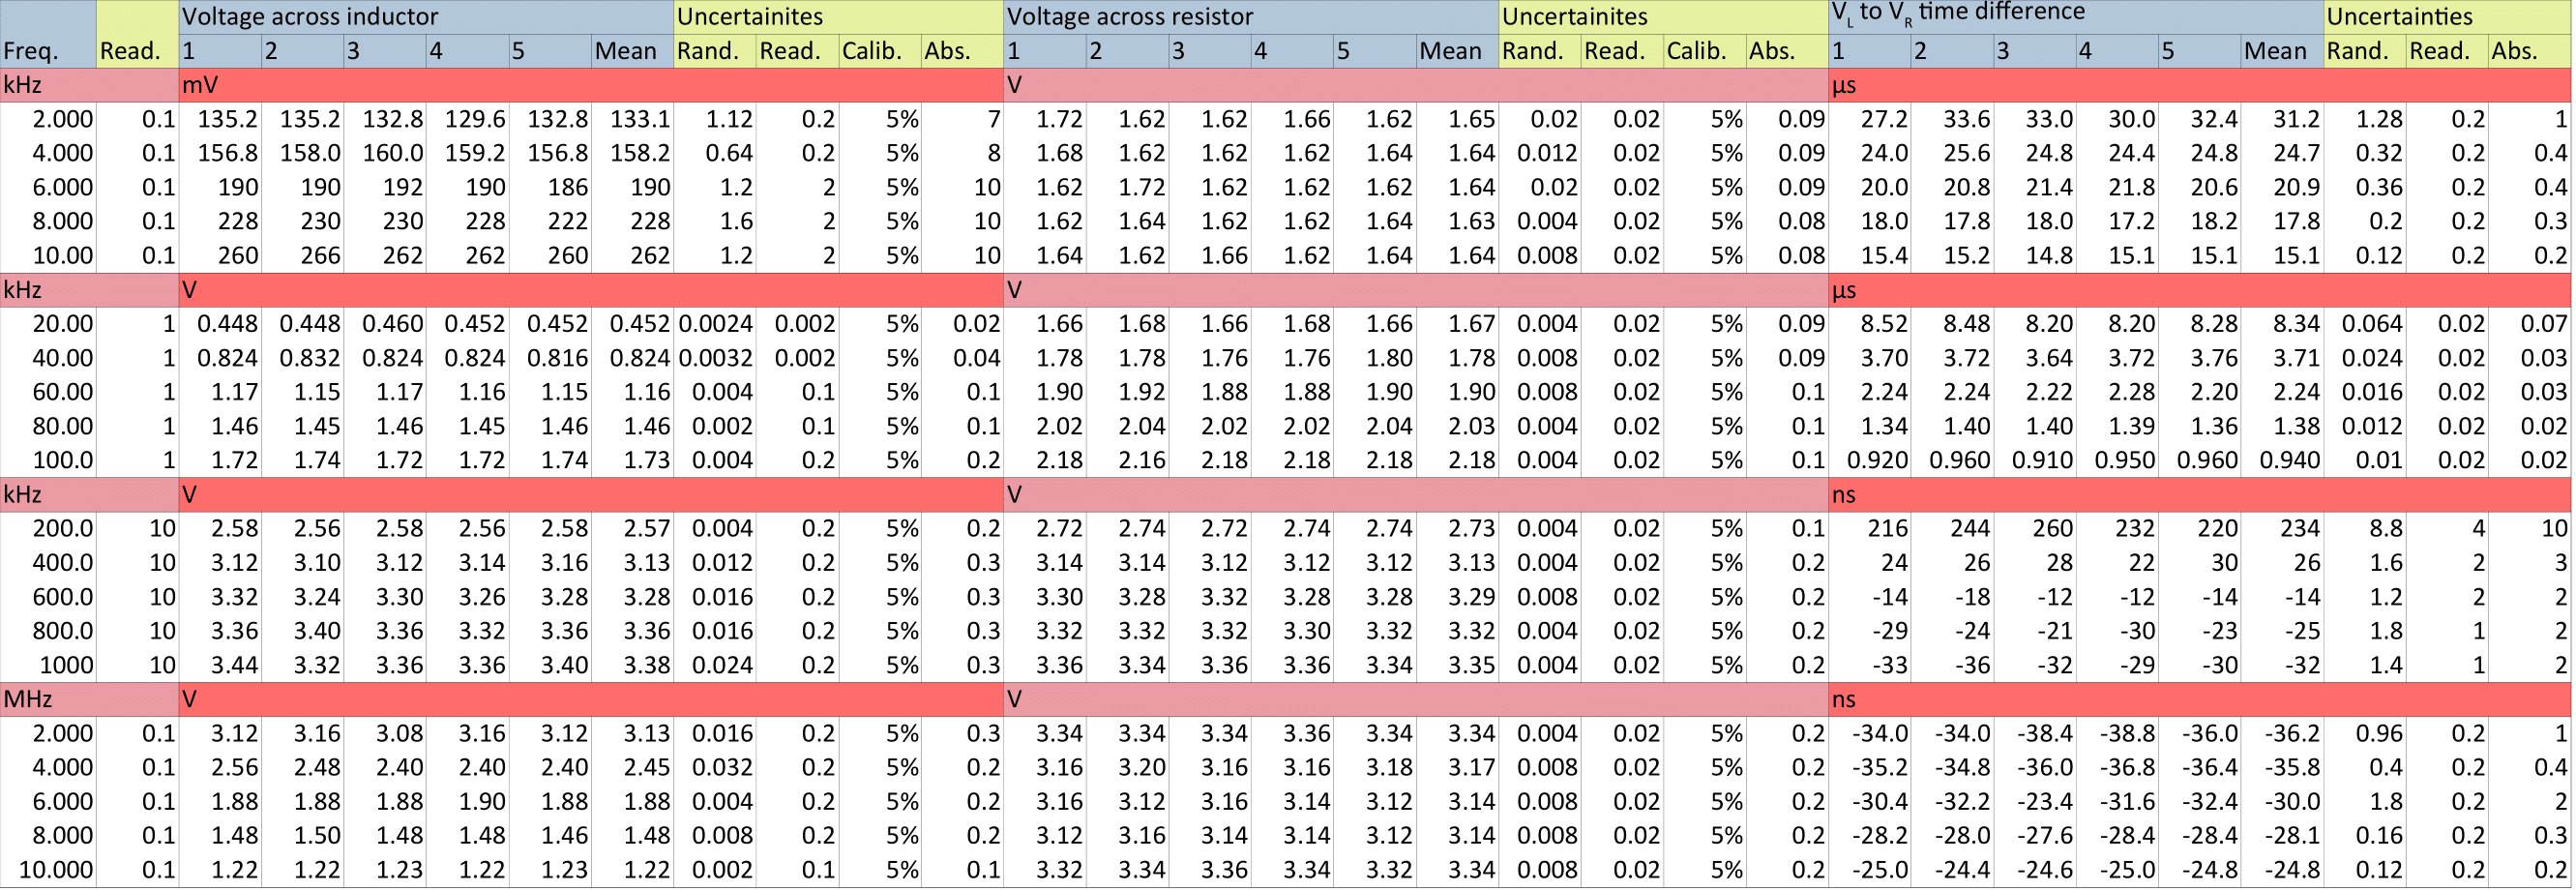 Voltage across inductor Uncertainites Voltage across resistor Uncertainites VL to VR time difference Uncertainties
Freq. Read. 1 2 3 4 5 Mean Rand. Read. Calib. Abs. 1 2 3 4 5 Mean Rand. Read. Calib. Abs. 1 2 3 4 5 Mean Rand. Read. Abs.
kHz mV V µs
2.000 0.1 135.2 135.2 132.8 129.6 132.8 133.1 1.12 0.2 5% 7 1.72 1.62 1.62 1.66 1.62 1.65 0.02 0.02 5% 0.09 27.2 33.6 33.0 30.0 32.4 31.2 1.28 0.2 1
4.000 0.1 156.8 158.0 160.0 159.2 156.8 158.2 0.64 0.2 5% 8 1.68 1.62 1.62 1.62 1.64 1.64 0.012 0.02 5% 0.09 24.0 25.6 24.8 24.4 24.8 24.7 0.32 0.2 0.4
6.000 0.1 190 190 192 190 186 190 1.2 2 5% 10 1.62 1.72 1.62 1.62 1.62 1.64 0.02 0.02 5% 0.09 20.0 20.8 21.4 21.8 20.6 20.9 0.36 0.2 0.4
8.000 0.1 228 230 230 228 222 228 1.6 2 5% 10 1.62 1.64 1.62 1.62 1.64 1.63 0.004 0.02 5% 0.08 18.0 17.8 18.0 17.2 18.2 17.8 0.2 0.2 0.3
10.00 0.1 260 266 262 262 260 262 1.2 2 5% 10 1.64 1.62 1.66 1.62 1.64 1.64 0.008 0.02 5% 0.08 15.4 15.2 14.8 15.1 15.1 15.1 0.12 0.2 0.2
kHz V V µs
20.00 1 0.448 0.448 0.460 0.452 0.452 0.452 0.0024 0.002 5% 0.02 1.66 1.68 1.66 1.68 1.66 1.67 0.004 0.02 5% 0.09 8.52 8.48 8.20 8.20 8.28 8.34 0.064 0.02 0.07
40.00 1 0.824 0.832 0.824 0.824 0.816 0.824 0.0032 0.002 5% 0.04 1.78 1.78 1.76 1.76 1.80 1.78 0.008 0.02 5% 0.09 3.70 3.72 3.64 3.72 3.76 3.71 0.024 0.02 0.03
60.00 1 1.17 1.15 1.17 1.16 1.15 1.16 0.004 0.1 5% 0.1 1.90 1.92 1.88 1.88 1.90 1.90 0.008 0.02 5% 0.1 2.24 2.24 2.22 2.28 2.20 2.24 0.016 0.02 0.03
80.00 1 1.46 1.45 1.46 1.45 1.46 1.46 0.002 0.1 5% 0.1 2.02 2.04 2.02 2.02 2.04 2.03 0.004 0.02 5% 0.1 1.34 1.40 1.40 1.39 1.36 1.38 0.012 0.02 0.02
100.0 1 1.72 1.74 1.72 1.72 1.74 1.73 0.004 0.2 5% 0.2 2.18 2.16 2.18 2.18 2.18 2.18 0.004 0.02 5% 0.1 0.920 0.960 0.910 0.950 0.960 0.940 0.01 0.02 0.02
kHz V V ns
200.0 10 2.58 2.56 2.58 2.56 2.58 2.57 0.004 0.2 5% 0.2 2.72 2.74 2.72 2.74 2.74 2.73 0.004 0.02 5% 0.1 216 244 260 232 220 234 8.8 4 10
400.0 10 3.12 3.10 3.12 3.14 3.16 3.13 0.012 0.2 5% 0.3 3.14 3.14 3.12 3.12 3.12 3.13 0.004 0.02 5% 0.2 24 26 28 22 30 26 1.6 2 3
600.0 10 3.32 3.24 3.30 3.26 3.28 3.28 0.016 0.2 5% 0.3 3.30 3.28 3.32 3.28 3.28 3.29 0.008 0.02 5% 0.2 -14 -18 -12 -12 -14 -14 1.2 2 2
800.0 10 3.36 3.40 3.36 3.32 3.36 3.36 0.016 0.2 5% 0.3 3.32 3.32 3.32 3.30 3.32 3.32 0.004 0.02 5% 0.2 -29 -24 -21 -30 -23 -25 1.8 1 2
1000 10 3.44 3.32 3.36 3.36 3.40 3.38 0.024 0.2 5% 0.3 3.36 3.34 3.36 3.36 3.34 3.35 0.004 0.02 5% 0.2 -33 -36 -32 -29 -30 -32 1.4 1 2
MHz V V ns
2.000 0.1 3.12 3.16 3.08 3.16 3.12 3.13 0.016 0.2 5% 0.3 3.34 3.34 3.34 3.36 3.34 3.34 0.004 0.02 5% 0.2 -34.0 -34.0 -38.4 -38.8 -36.0 -36.2 0.96 0.2 1
4.000 0.1 2.56 2.48 2.40 2.40 2.40 2.45 0.032 0.2 5% 0.2 3.16 3.20 3.16 3.16 3.18 3.17 0.008 0.02 5% 0.2 -35.2 -34.8 -36.0 -36.8 -36.4 -35.8 0.4 0.2 0.4
6.000 0.1 1.88 1.88 1.88 1.90 1.88 1.88 0.004 0.2 5% 0.2 3.16 3.12 3.16 3.14 3.12 3.14 0.008 0.02 5% 0.2 -30.4 -32.2 -23.4 -31.6 -32.4 -30.0 1.8 0.2 2
8.000 0.1 1.48 1.50 1.48 1.48 1.46 1.48 0.008 0.2 5% 0.2 3.12 3.16 3.14 3.14 3.12 3.14 0.008 0.02 5% 0.2 -28.2 -28.0 -27.6 -28.4 -28.4 -28.1 0.16 0.2 0.3
10.000 0.1 1.22 1.22 1.23 1.22 1.23 1.22 0.002 0.1 5% 0.1 3.32 3.34 3.36 3.34 3.32 3.34 0.008 0.02 5% 0.2 -25.0 -24.4 -24.6 -25.0 -24.8 -24.8 0.12 0.2 0.2